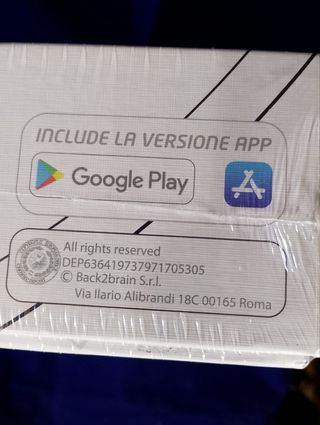 INCLUDE LA VERSIONE APP
Google Play
All rights reserved
DEP636419737971705305
© Back2brain S.r.l.
Via Ilario Alibrandi 18C 00165 Roma